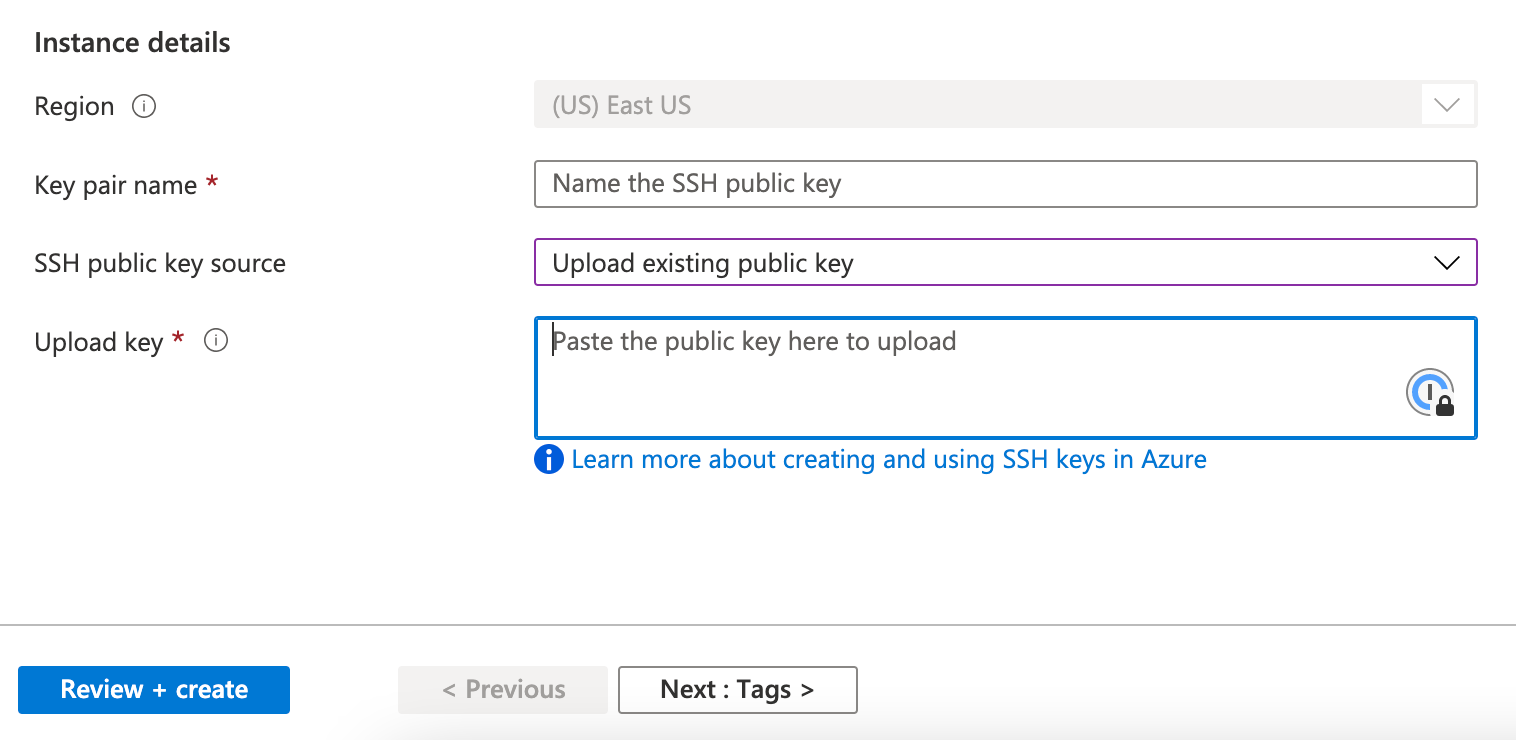 Instance details
Region
(US) East US
Key pair name *
Name the SSH public key
SSH public key source
Upload existing public key
Upload key *
Paste the public key here to upload
Learn more about creating and using SSH keys in Azure
Review + create
< Previous
Next : Tags >